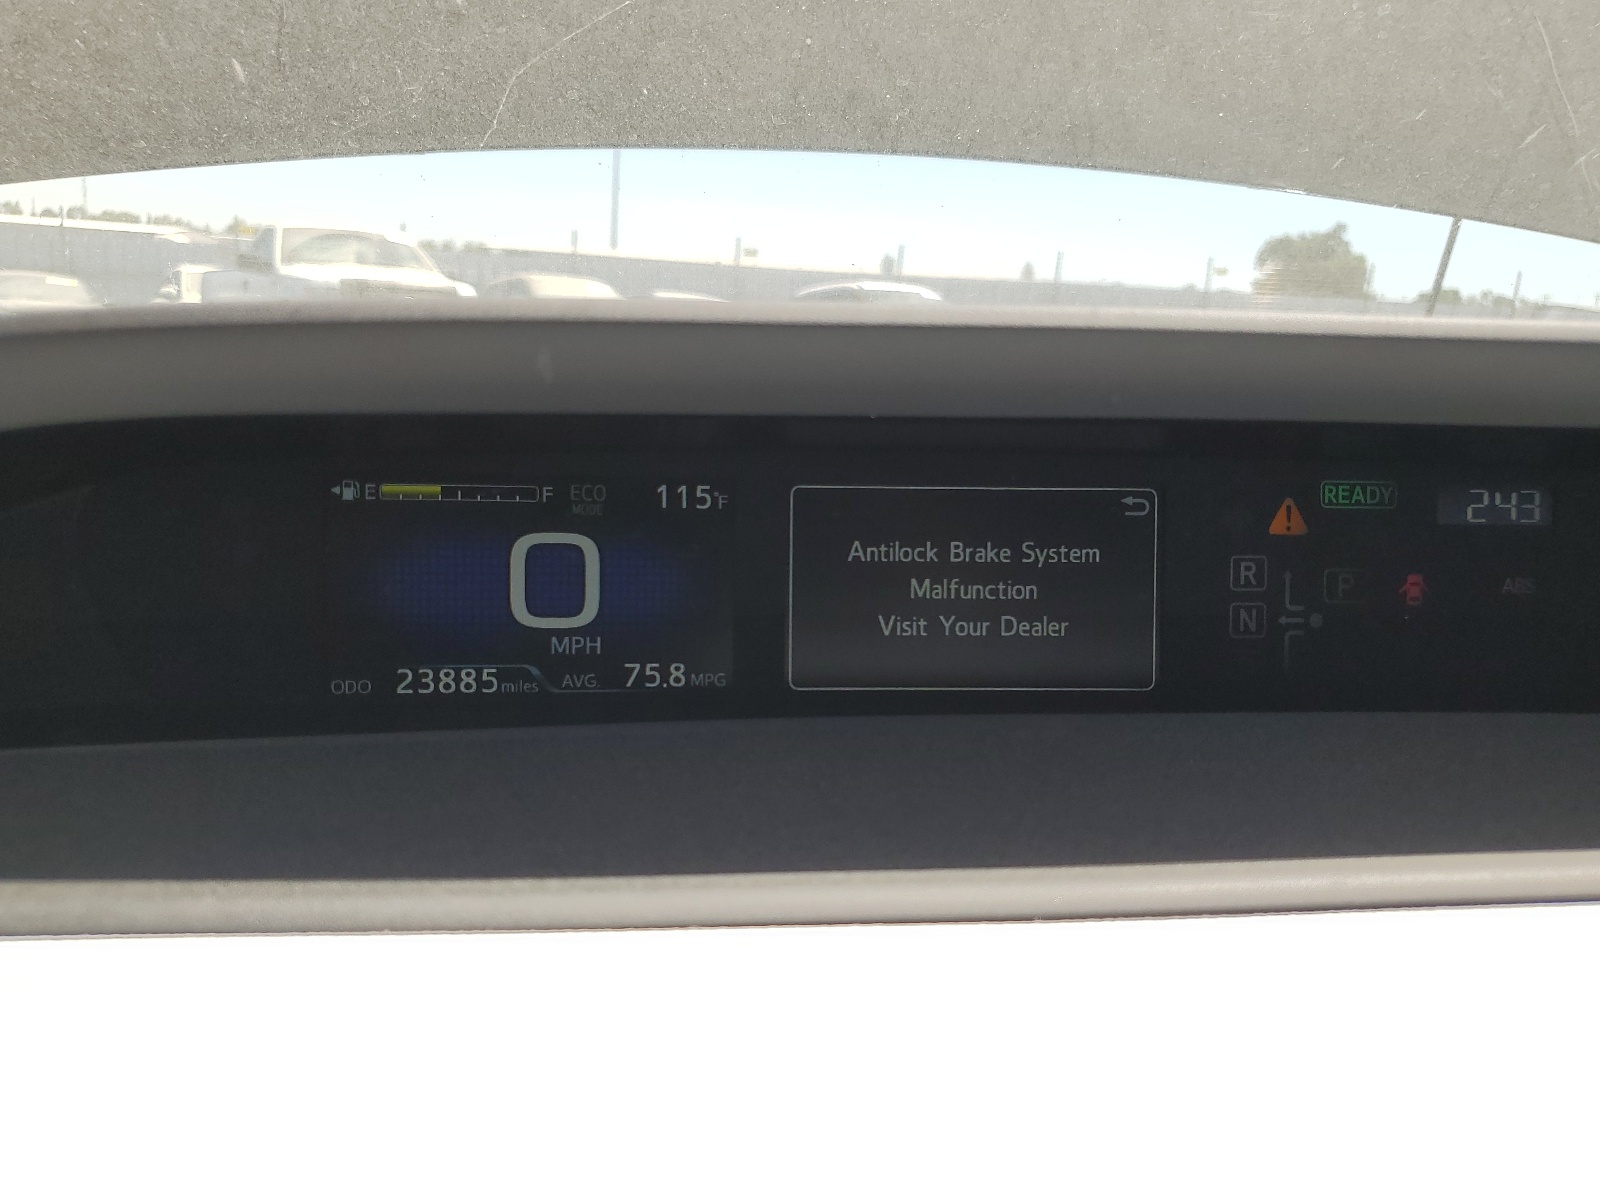 E F ECO MODE 115°F
0
MPH
ODO 23885 miles AVG. 75.8 MPG
Antilock Brake System
Malfunction
Visit Your Dealer
READY 243
R P ABS
N